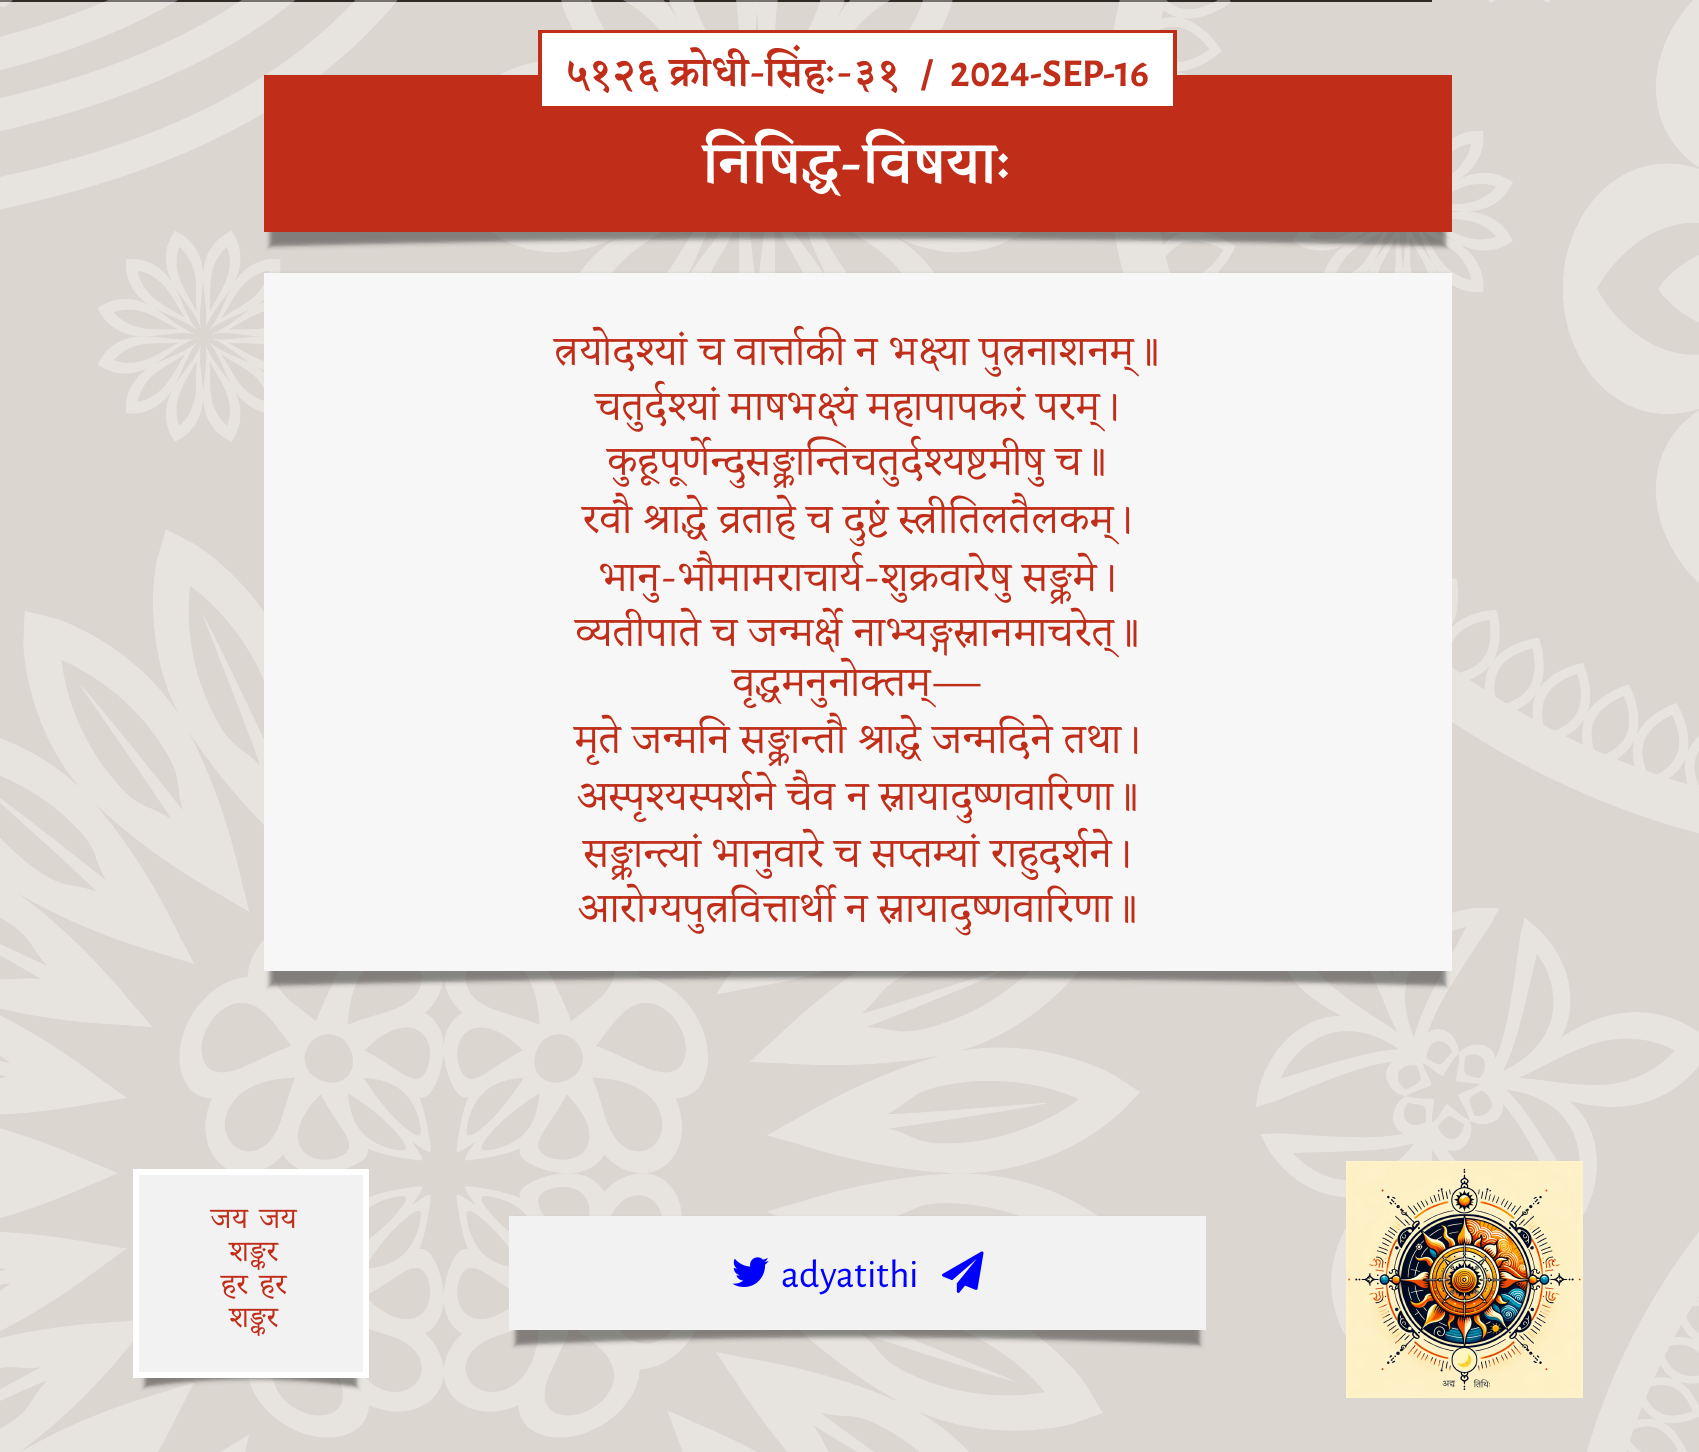 ५१२६ क्रोधी-सिंहः-३१ / 2024-SEP-16
निषिद्ध-विषयाः
त्रयोदश्यां च वार्त्ताकी न भक्ष्या पुत्रनाशनम्॥
चतुर्दश्यां माषभक्ष्यं महापापकरं परम्।
कुहूपूर्णेन्दुसङ्क्रान्तिचतुर्दश्यष्टमीषु च॥
रवौ श्राद्धे व्रताहे च दुष्टं स्त्रीतिलतैलकम्।
भानु-भौमामराचार्य-शुक्रवारेषु सङ्क्रमे।
व्यतीपाते च जन्मर्क्षे नाभ्यङ्गस्नानमाचरेत्॥
वृद्धमनुनोक्तम्—
मृते जन्मनि सङ्क्रान्तौ श्राद्धे जन्मदिने तथा।
अस्पृश्यस्पर्शने चैव न स्नायादुष्णवारिणा॥
सङ्क्रान्त्यां भानुवारे च सप्तम्यां राहुदर्शने।
आरोग्यपुत्रवित्तार्थी न स्नायादुष्णवारिणा॥
जय जय
शङ्कर
हर हर
शङ्कर
adyatithi
अद्य तिथिः